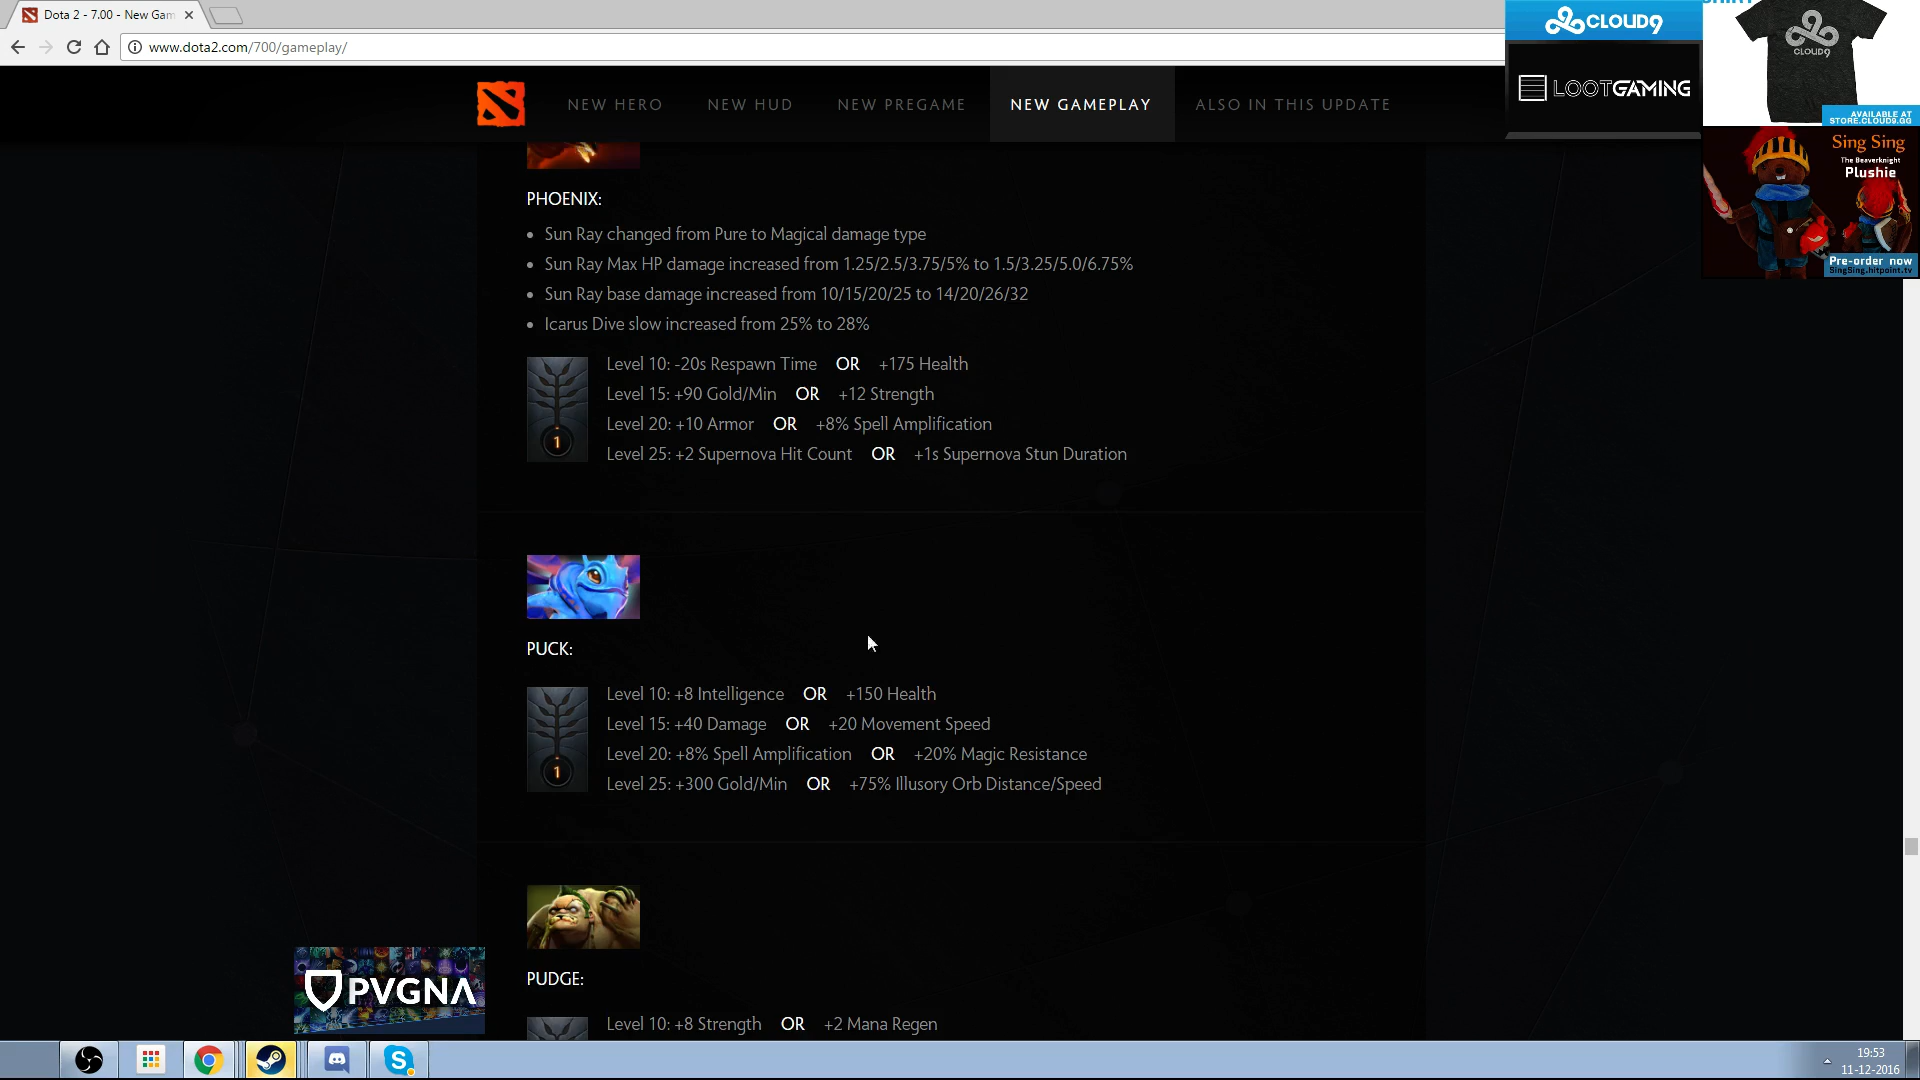 Dota 2 - 7.00 - New Gam
www.dota2.com/700/gameplay/
CLOUD9
LOOTGAMING
CLOUD9
AVAILABLE AT
STORE.CLOUD9.GG
Sing Sing
The Beaverknight
Plushie
Pre-order now
SingSing.hitpoint.tv
NEW HERO
NEW HUD
NEW PREGAME
NEW GAMEPLAY
ALSO IN THIS UPDATE
PHOENIX:
• Sun Ray changed from Pure to Magical damage type
• Sun Ray Max HP damage increased from 1.25/2.5/3.75/5% to 1.5/3.25/5.0/6.75%
• Sun Ray base damage increased from 10/15/20/25 to 14/20/26/32
• Icarus Dive slow increased from 25% to 28%
1
Level 10: -20s Respawn Time OR +175 Health
Level 15: +90 Gold/Min OR +12 Strength
Level 20: +10 Armor OR +8% Spell Amplification
Level 25: +2 Supernova Hit Count OR +1s Supernova Stun Duration
PUCK:
1
Level 10: +8 Intelligence OR +150 Health
Level 15: +40 Damage OR +20 Movement Speed
Level 20: +8% Spell Amplification OR +20% Magic Resistance
Level 25: +300 Gold/Min OR +75% Illusory Orb Distance/Speed
PUDGE:
Level 10: +8 Strength OR +2 Mana Regen
PVGNA
19:53
11-12-2016